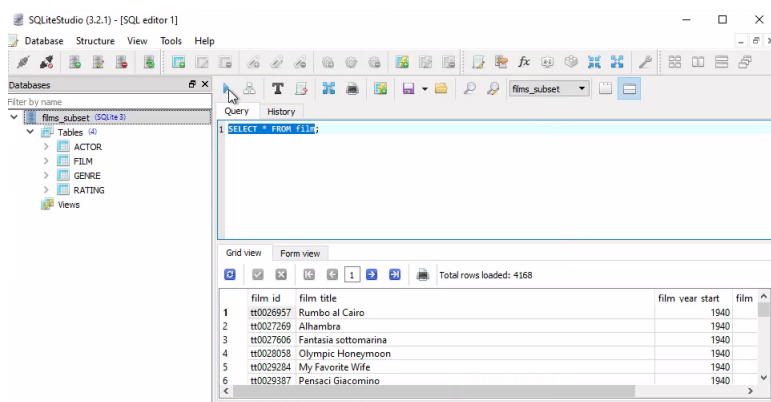 SQLiteStudio (3.2.1) - [SQL editor 1]
Database Structure View Tools Help
Databases
Filter by name
films_subset (SQLite 3)
Tables (4)
ACTOR
FILM
GENRE
RATING
Views
films_subset
Query History
1 SELECT * FROM film;
Grid view Form view
1 Total rows loaded: 4168
film id film title film year start film
1 tt0026957 Rumbo al Cairo 1940
2 tt0027269 Alhambra 1940
3 tt0027606 Fantasia sottomarina 1940
4 tt0028058 Olympic Honeymoon 1940
5 tt0029284 My Favorite Wife 1940
6 tt0029387 Pensaci Giacomino 1940